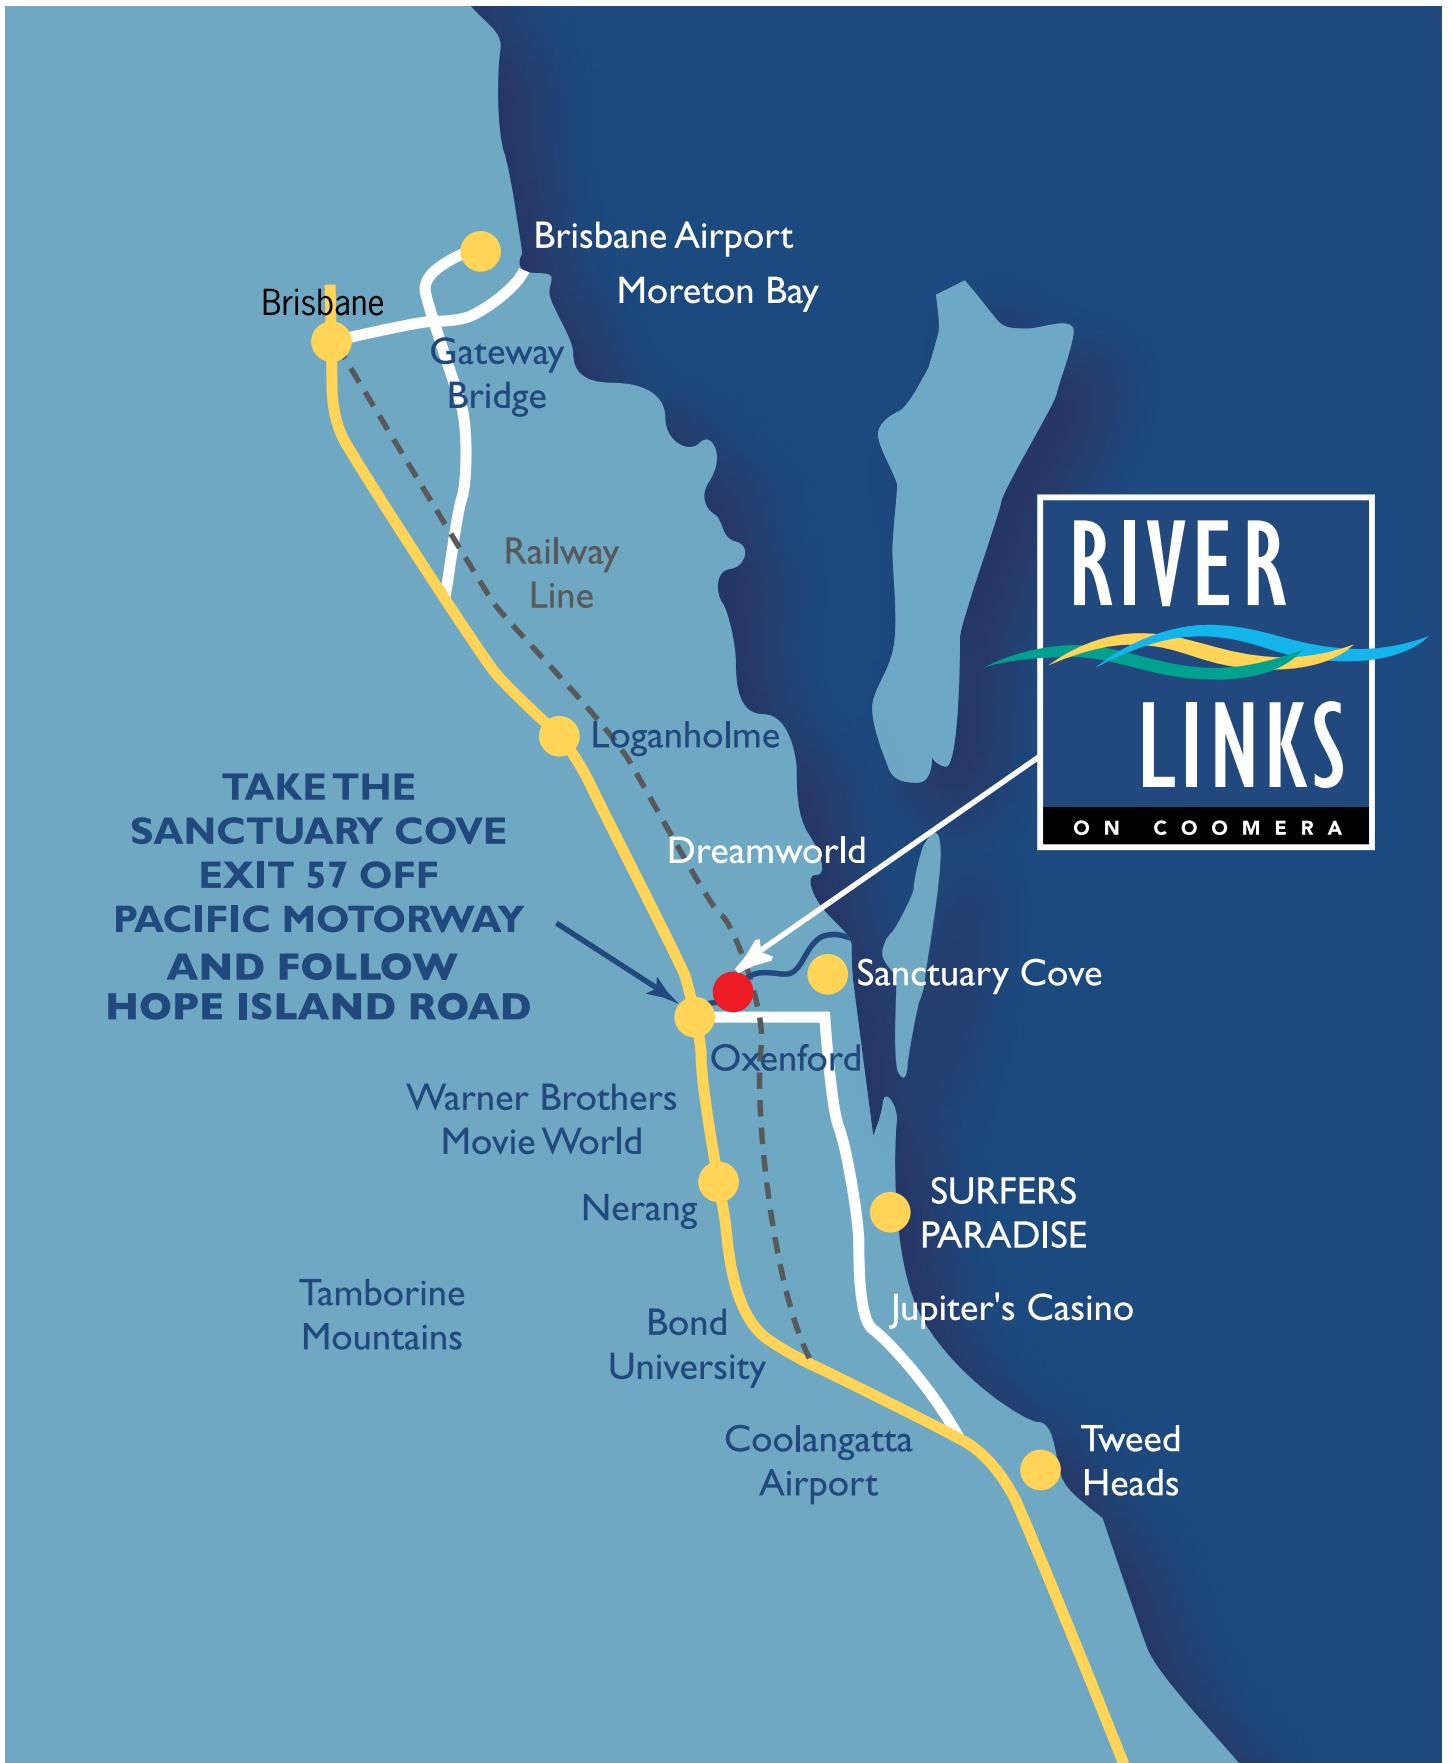 Brisbane Airport
Moreton Bay
Brisbane
Gateway
Bridge
Railway
Line
RIVER
LINKS
ON COOMERA
Loganholme
TAKE THE
SANCTUARY COVE
EXIT 57 OFF
PACIFIC MOTORWAY
AND FOLLOW
HOPE ISLAND ROAD
Dreamworld
Sanctuary Cove
Oxenford
Warner Brothers
Movie World
Nerang
SURFERS
PARADISE
Tamborine
Mountains
Bond
University
Jupiter's Casino
Coolangatta
Airport
Tweed
Heads